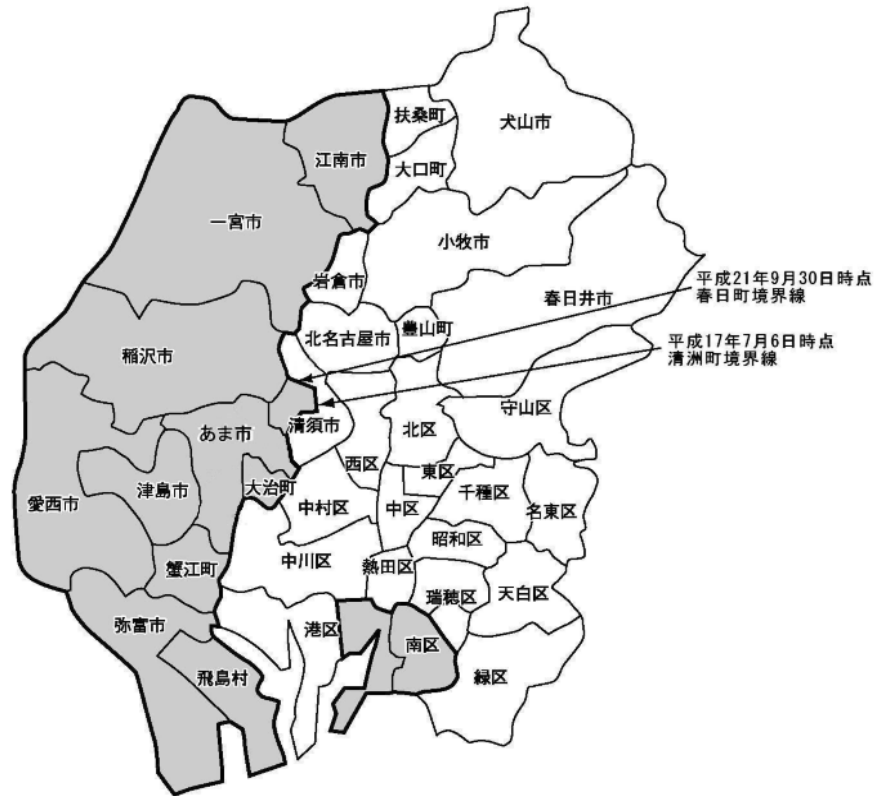 扶桑町
犬山市
江南市
大口町
一宮市
小牧市
岩倉市
平成21年9月30日時点
春日町境界線
春日井市
北名古屋市
豊山町
稲沢市
平成17年7月6日時点
清洲町境界線
守山区
清須市
北区
あま市
西区
東区
大治町
千種区
津島市
愛西市
中村区
中区
名東区
昭和区
蟹江町
中川区
熱田区
瑞穂区
天白区
弥富市
港区
南区
飛島村
緑区